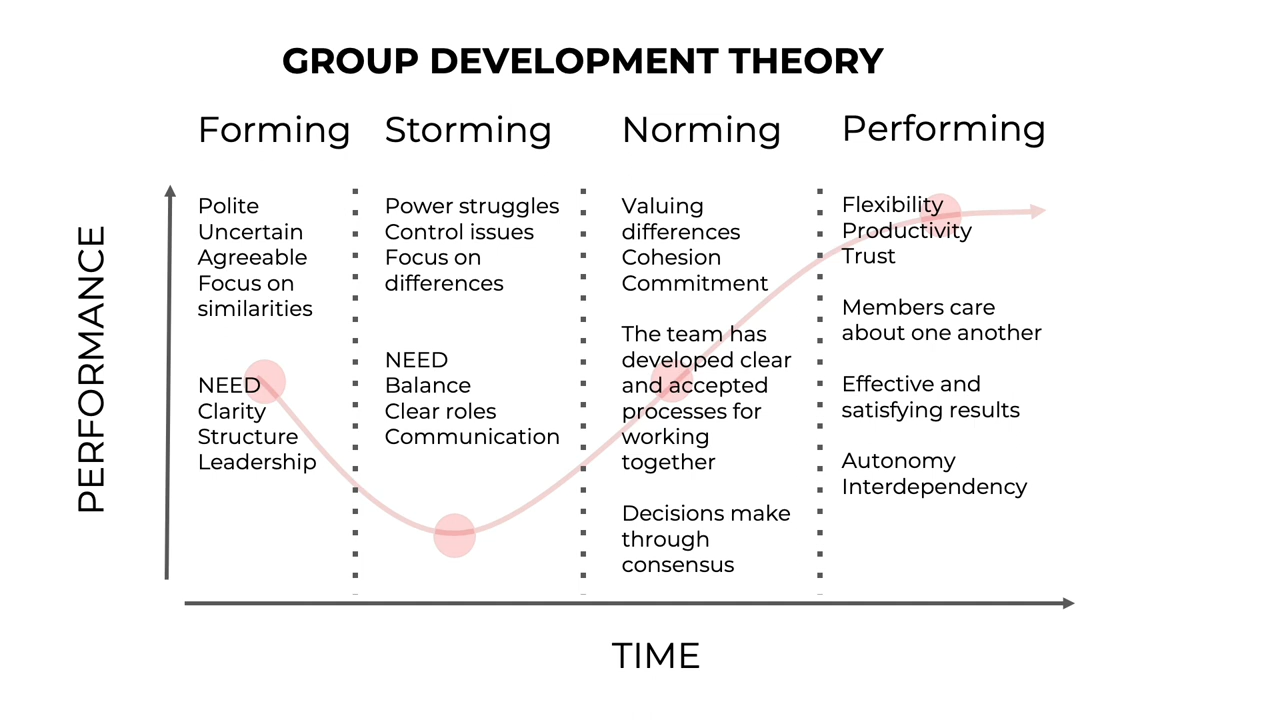 GROUP DEVELOPMENT THEORY
Forming
Storming
Norming
Performing
PERFORMANCE
Polite
Uncertain
Agreeable
Focus on
similarities
NEED
Clarity
Structure
Leadership
Power struggles
Control issues
Focus on
differences
NEED
Balance
Clear roles
Communication
Valuing
differences
Cohesion
Commitment
The team has
developed clear
and accepted
processes for
working
together
Decisions make
through
consensus
Flexibility
Productivity
Trust
Members care
about one another
Effective and
satisfying results
Autonomy
Interdependency
TIME